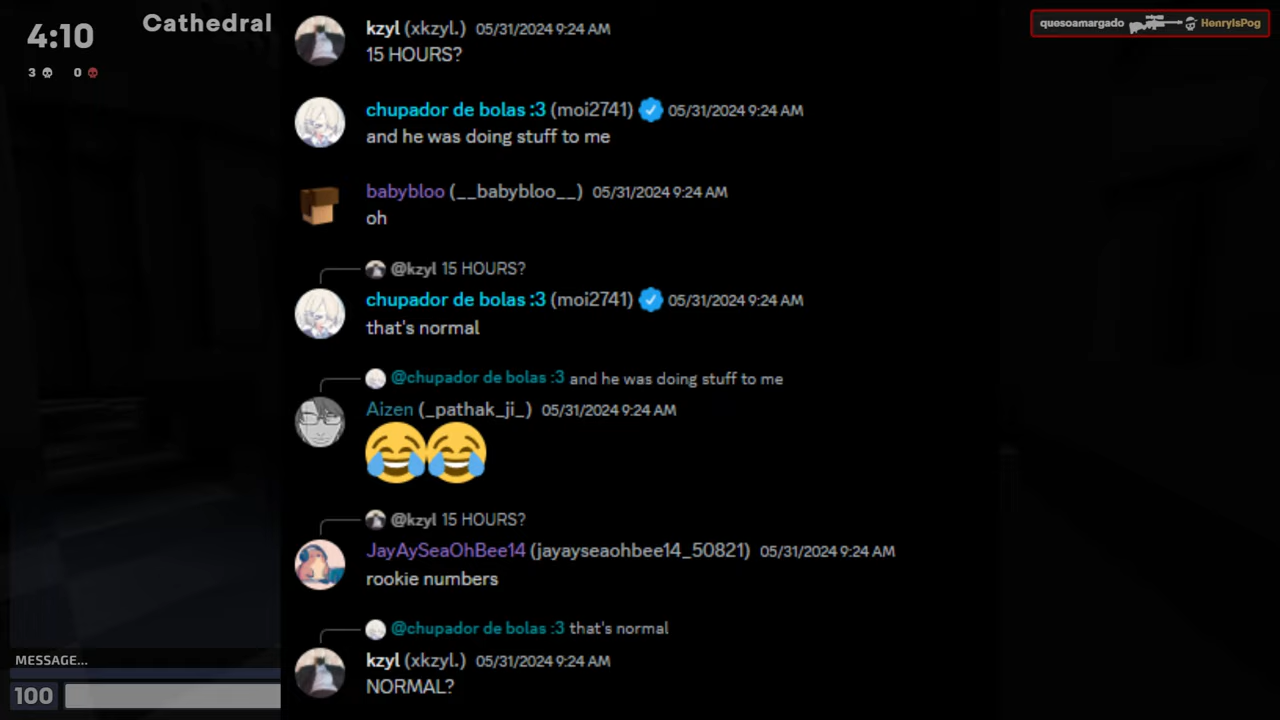 4:10
Cathedral
3 0
quesoamargado HenryIsPog
kzyl (xkzyl.) 05/31/2024 9:24 AM
15 HOURS?
chupador de bolas :3 (moi2741) 05/31/2024 9:24 AM
and he was doing stuff to me
babybloo (__babybloo__) 05/31/2024 9:24 AM
oh
@kzyl 15 HOURS?
chupador de bolas :3 (moi2741) 05/31/2024 9:24 AM
that's normal
@chupador de bolas :3 and he was doing stuff to me
Aizen (_pathak_ji_) 05/31/2024 9:24 AM
😂😂
@kzyl 15 HOURS?
JayAySeaOhBee14 (jayayseaohbee14_50821) 05/31/2024 9:24 AM
rookie numbers
@chupador de bolas :3 that's normal
kzyl (xkzyl.) 05/31/2024 9:24 AM
NORMAL?
MESSAGE...
100